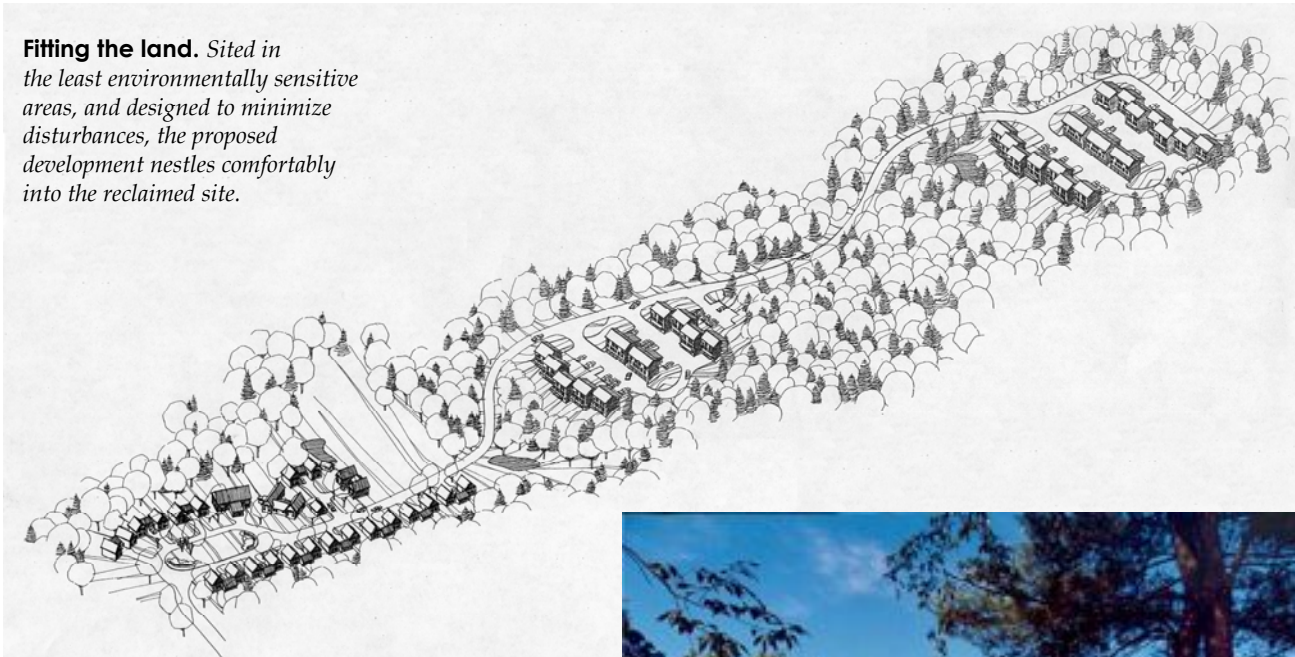 Fitting the land. Sited in
the least environmentally sensitive
areas, and designed to minimize
disturbances, the proposed
development nestles comfortably
into the reclaimed site.